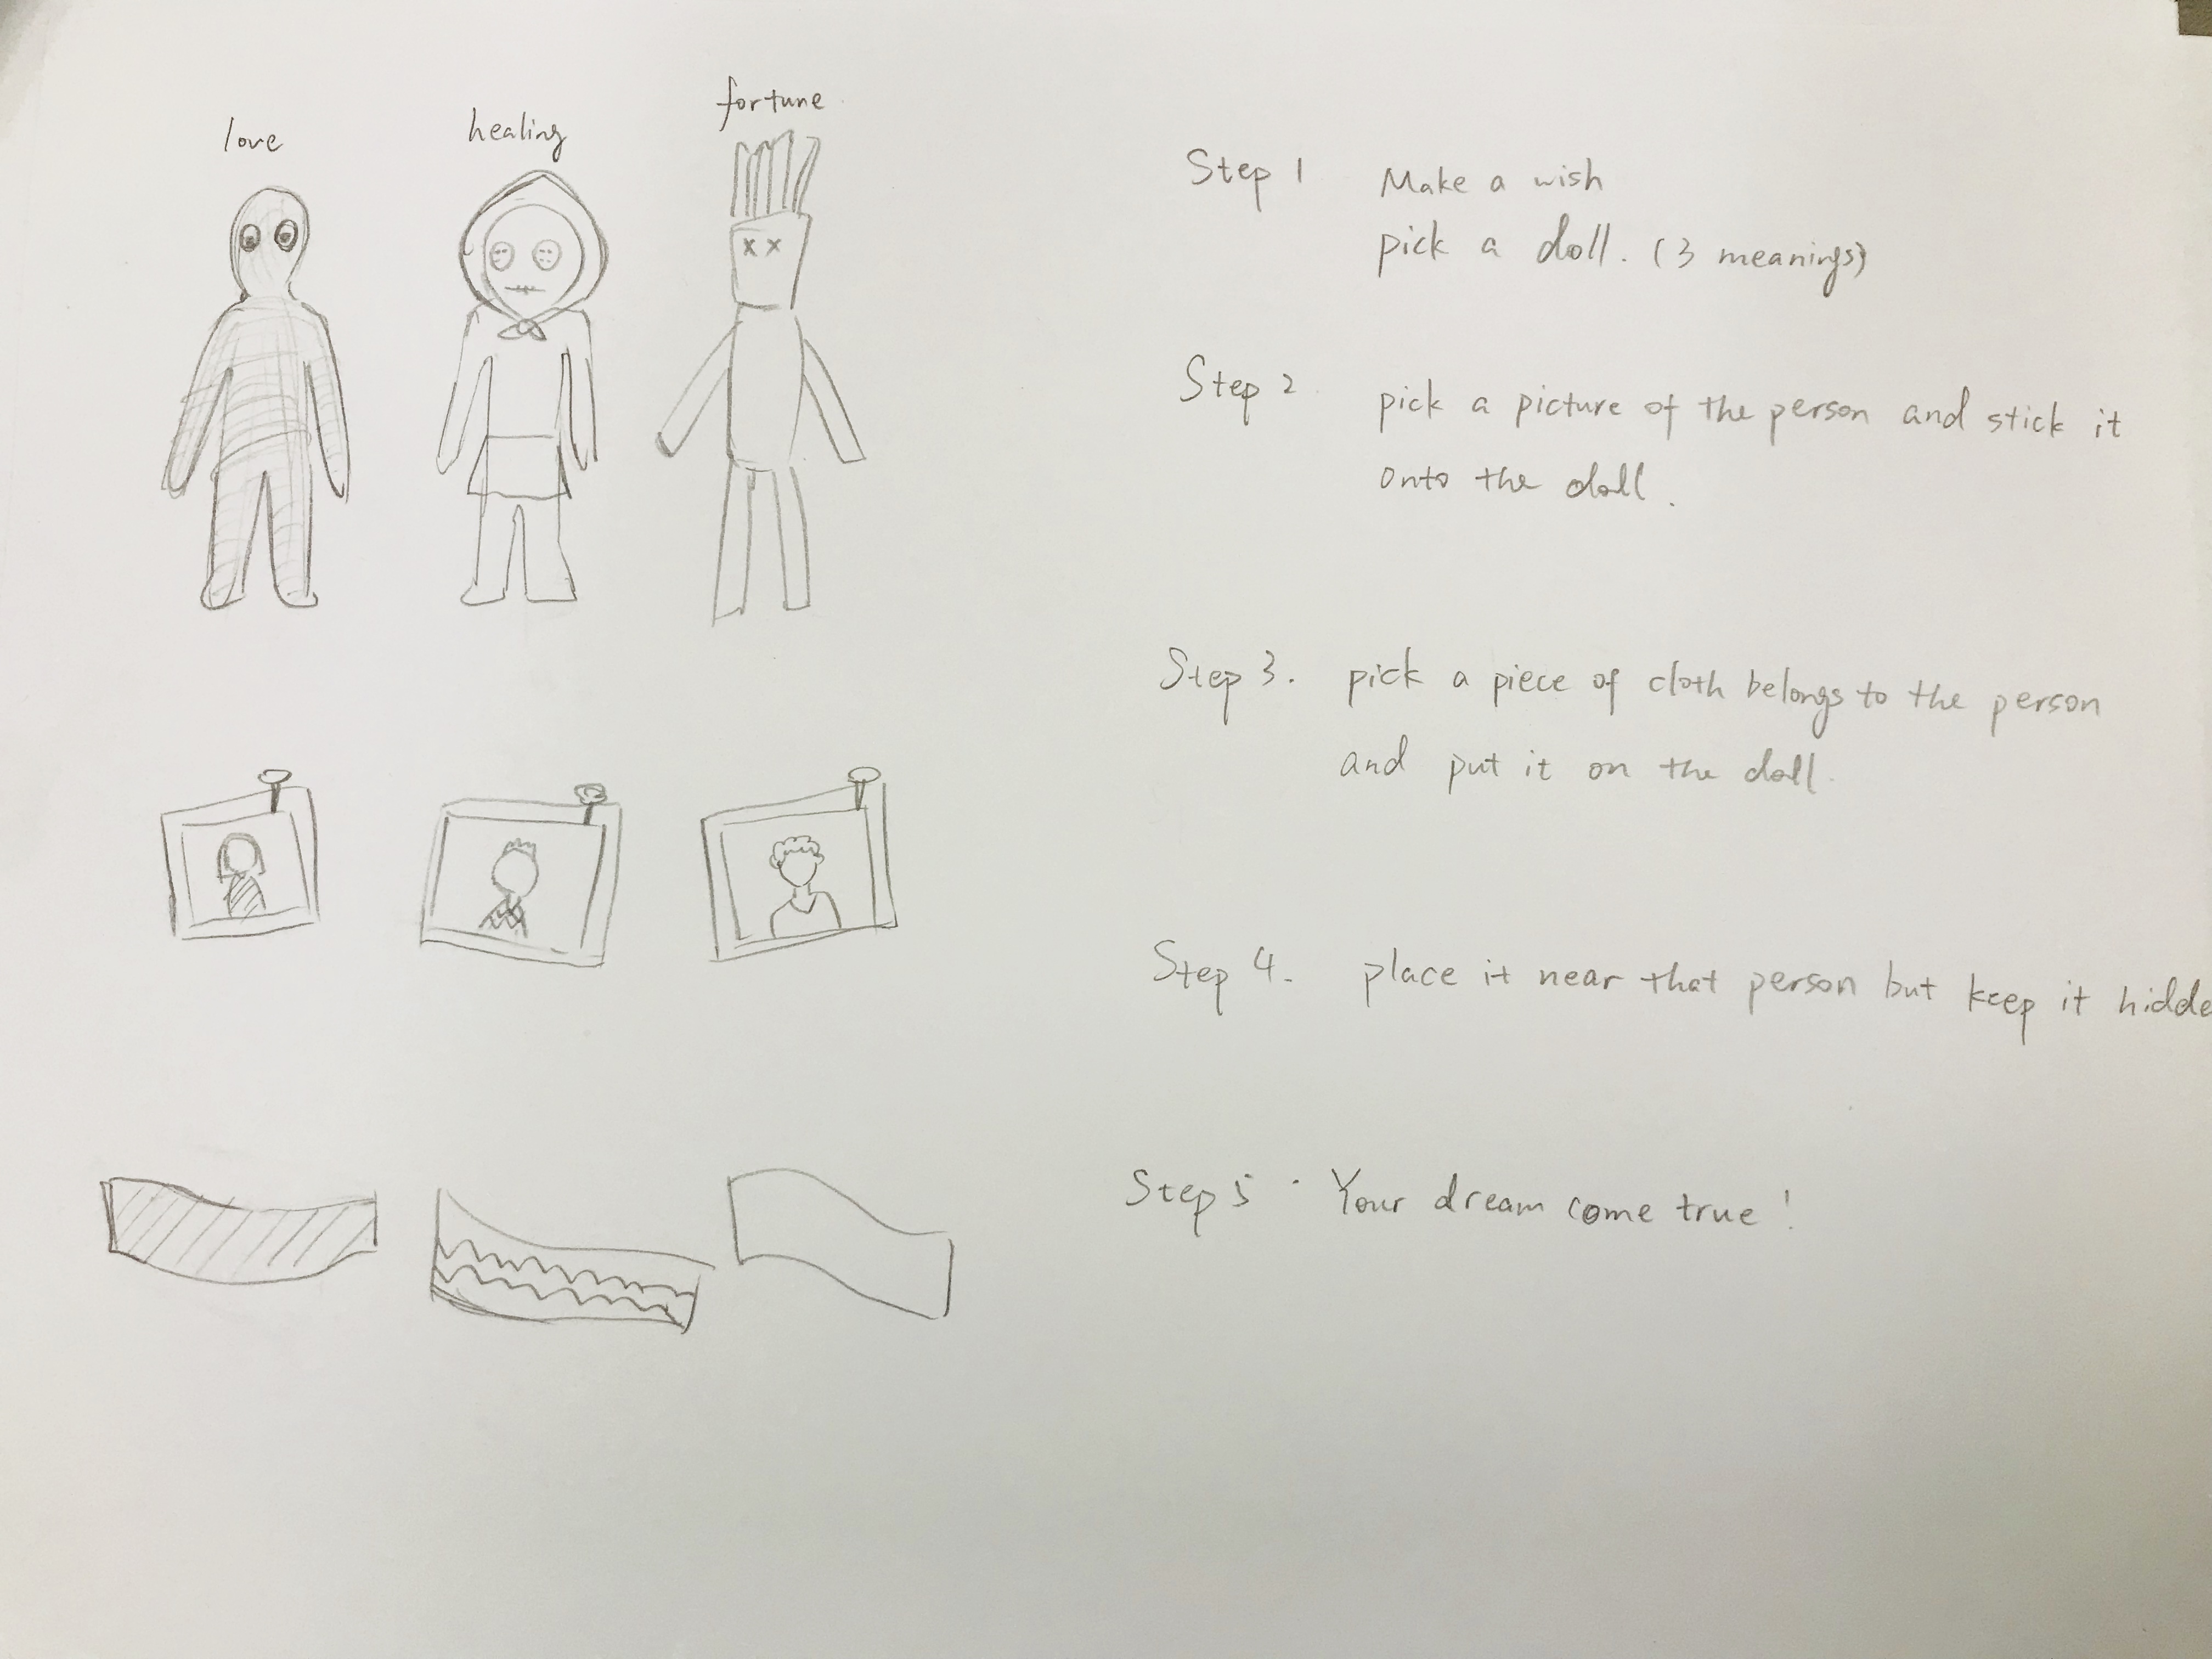 love
healing
fortune
Step 1 Make a wish
pick a doll. (3 meanings)
Step 2 pick a picture of the person and stick it
onto the doll.
Step 3. pick a piece of cloth belongs to the person
and put it on the doll.
Step 4. place it near that person but keep it hidde
Step 5. Your dream come true!